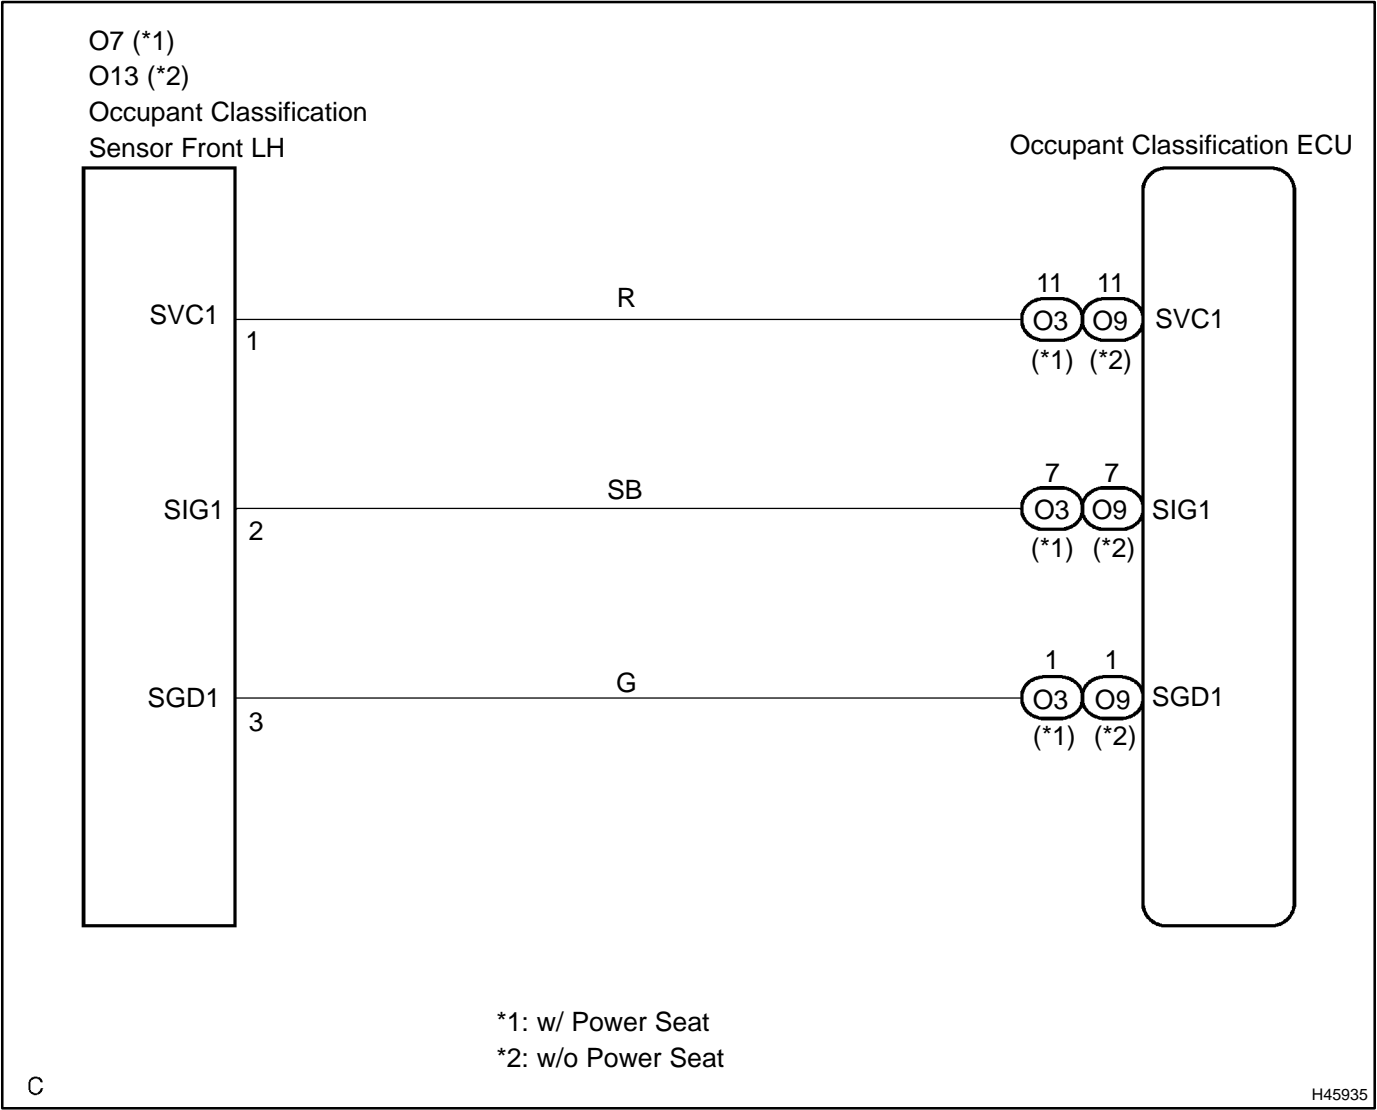 O7 (*1)
O13 (*2)
Occupant Classification
Sensor Front LH
Occupant Classification ECU
SVC1
1
R
11 11
O3 O9
(*1) (*2)
SVC1
SIG1
2
SB
7 7
O3 O9
(*1) (*2)
SIG1
SGD1
3
G
1 1
O3 O9
(*1) (*2)
SGD1
*1: w/ Power Seat
*2: w/o Power Seat
C
H45935